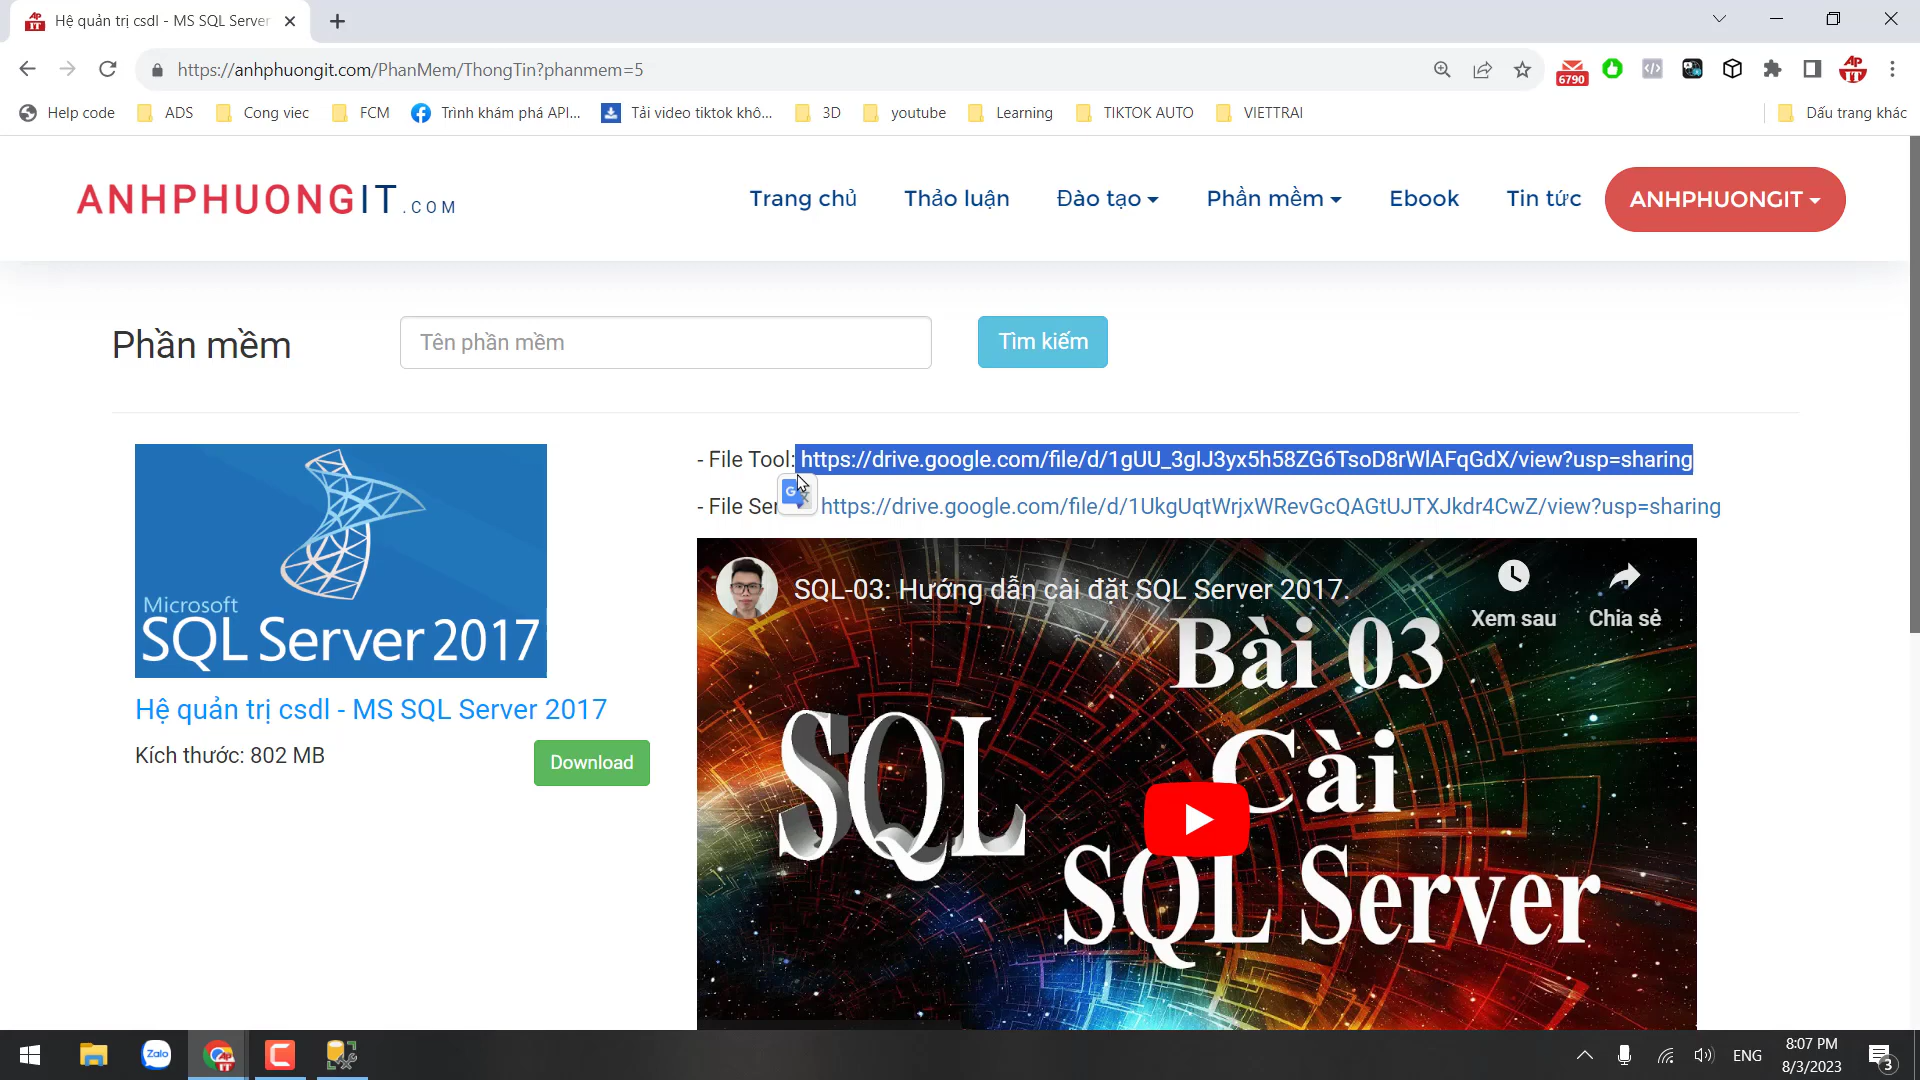 Hệ quản trị csdl - MS SQL Server
https://anhphuongit.com/PhanMem/ThongTin?phanmem=5
6790
AP IT
Help code
ADS
Cong viec
FCM
Trình khám phá API...
Tải video tiktok khô...
3D
youtube
Learning
TIKTOK AUTO
VIETTRAI
Dấu trang khác
ANHPHUONGIT.COM
Trang chủ
Thảo luận
Đào tạo
Phần mềm
Ebook
Tin tức
ANHPHUONGIT
Phần mềm
Tên phần mềm
Tìm kiếm
- File Tool: https://drive.google.com/file/d/1gUU_3gIJ3yx5h58ZG6TsoD8rWlAFqGdX/view?usp=sharing
- File Ser https://drive.google.com/file/d/1UkgUqtWrjxWRevGcQAGtUJTXJkdr4CwZ/view?usp=sharing
Microsoft
SQL Server 2017
Hệ quản trị csdl - MS SQL Server 2017
Kích thước: 802 MB
Download
SQL-03: Hướng dẫn cài đặt SQL Server 2017.
Xem sau
Chia sẻ
Bài 03
SQL
Cài
SQL Server
Zalo
ENG
8:07 PM
8/3/2023
3